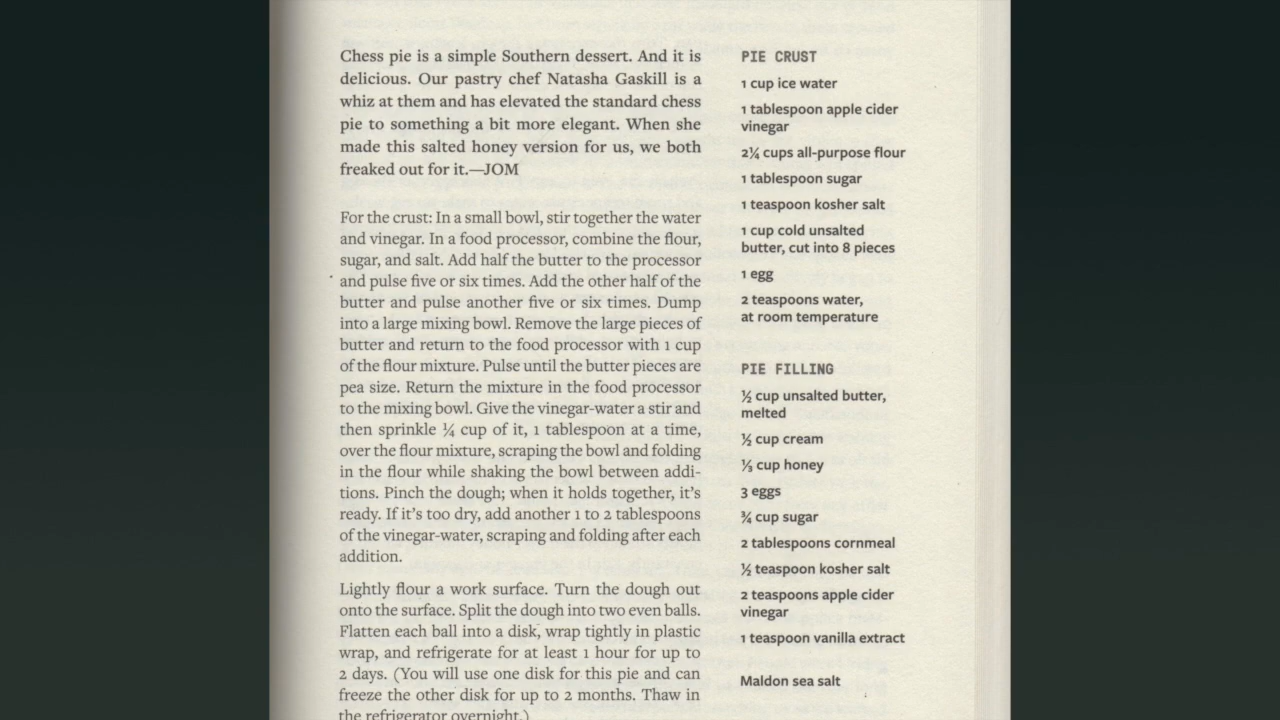 Chess pie is a simple Southern dessert. And it is
delicious. Our pastry chef Natasha Gaskill is a
whiz at them and has elevated the standard chess
pie to something a bit more elegant. When she
made this salted honey version for us, we both
freaked out for it.—JOM
For the crust: In a small bowl, stir together the water
and vinegar. In a food processor, combine the flour,
sugar, and salt. Add half the butter to the processor
and pulse five or six times. Add the other half of the
butter and pulse another five or six times. Dump
into a large mixing bowl. Remove the large pieces of
butter and return to the food processor with 1 cup
of the flour mixture. Pulse until the butter pieces are
pea size. Return the mixture in the food processor
to the mixing bowl. Give the vinegar-water a stir and
then sprinkle ¼ cup of it, 1 tablespoon at a time,
over the flour mixture, scraping the bowl and folding
in the flour while shaking the bowl between addi-
tions. Pinch the dough; when it holds together, it's
ready. If it's too dry, add another 1 to 2 tablespoons
of the vinegar-water, scraping and folding after each
addition.
Lightly flour a work surface. Turn the dough out
onto the surface. Split the dough into two even balls.
Flatten each ball into a disk, wrap tightly in plastic
wrap, and refrigerate for at least 1 hour for up to
2 days. (You will use one disk for this pie and can
freeze the other disk for up to 2 months. Thaw in
the refrigerator overnight.)
PIE CRUST
1 cup ice water
1 tablespoon apple cider
vinegar
2¼ cups all-purpose flour
1 tablespoon sugar
1 teaspoon kosher salt
1 cup cold unsalted
butter, cut into 8 pieces
1 egg
2 teaspoons water,
at room temperature
PIE FILLING
½ cup unsalted butter,
melted
½ cup cream
⅓ cup honey
3 eggs
¾ cup sugar
2 tablespoons cornmeal
½ teaspoon kosher salt
2 teaspoons apple cider
vinegar
1 teaspoon vanilla extract
Maldon sea salt